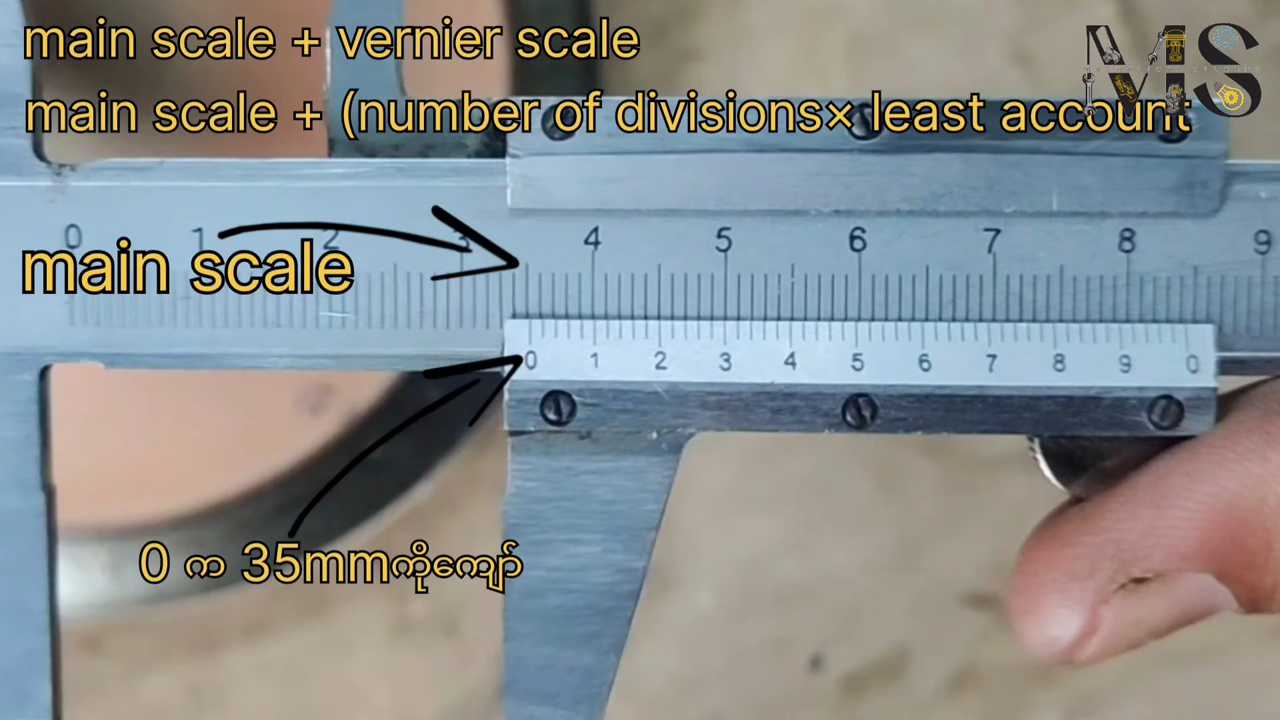 main scale + vernier scale
MS
main scale + (number of divisions× least account
0 1 2 3 4 5 6 7 8 9
main scale
0 1 2 3 4 5 6 7 8 9 0
0 က 35mmကိုကျော်